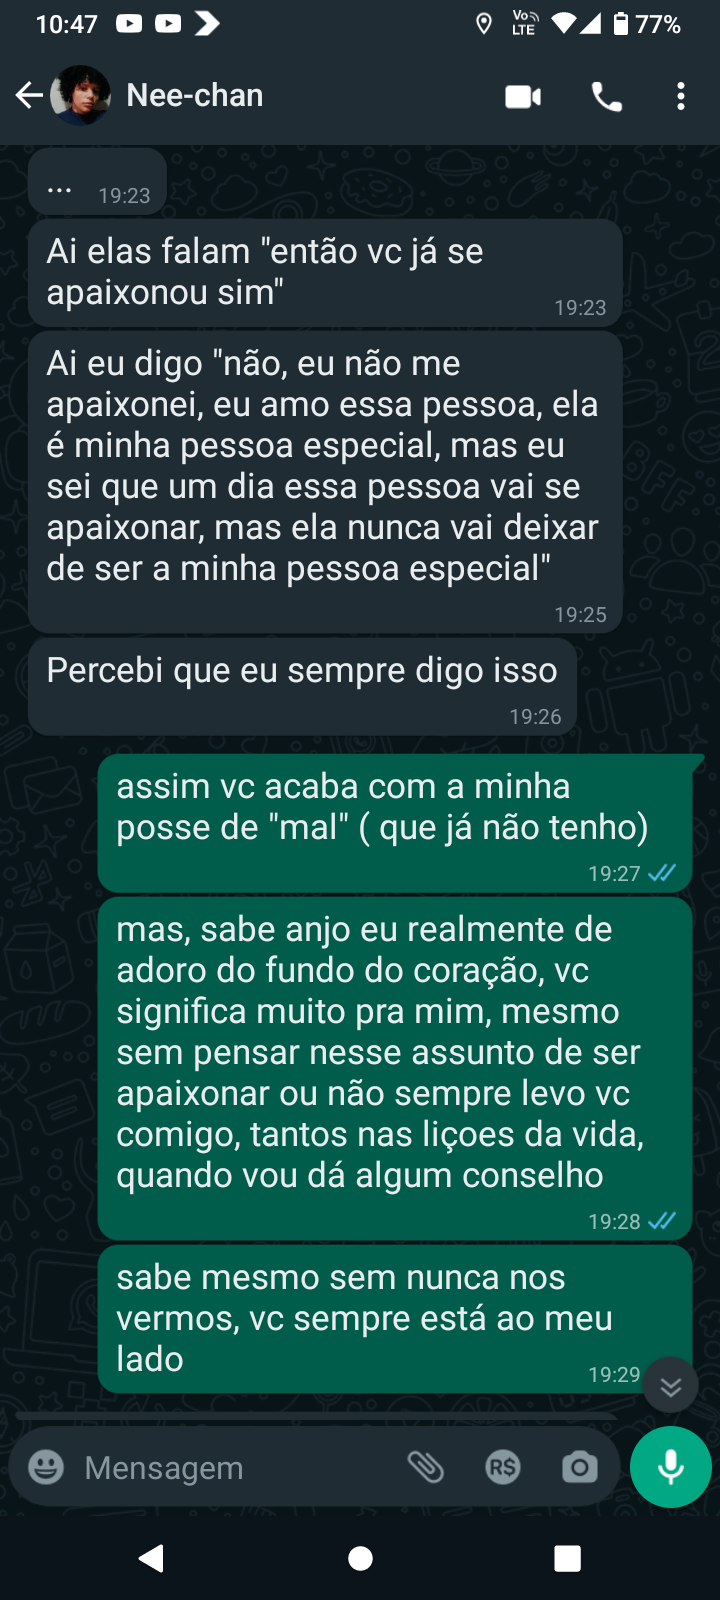 10:47
Vo
LTE
77%
Nee-chan
... 19:23
Ai elas falam "então vc já se
apaixonou sim"
19:23
Ai eu digo "não, eu não me
apaixonei, eu amo essa pessoa, ela
é minha pessoa especial, mas eu
sei que um dia essa pessoa vai se
apaixonar, mas ela nunca vai deixar
de ser a minha pessoa especial"
19:25
Percebi que eu sempre digo isso
19:26
assim vc acaba com a minha
posse de "mal" ( que já não tenho)
19:27
mas, sabe anjo eu realmente de
adoro do fundo do coração, vc
significa muito pra mim, mesmo
sem pensar nesse assunto de ser
apaixonar ou não sempre levo vc
comigo, tantos nas liçoes da vida,
quando vou dá algum conselho
19:28
sabe mesmo sem nunca nos
vermos, vc sempre está ao meu
lado
19:29
Mensagem
R$